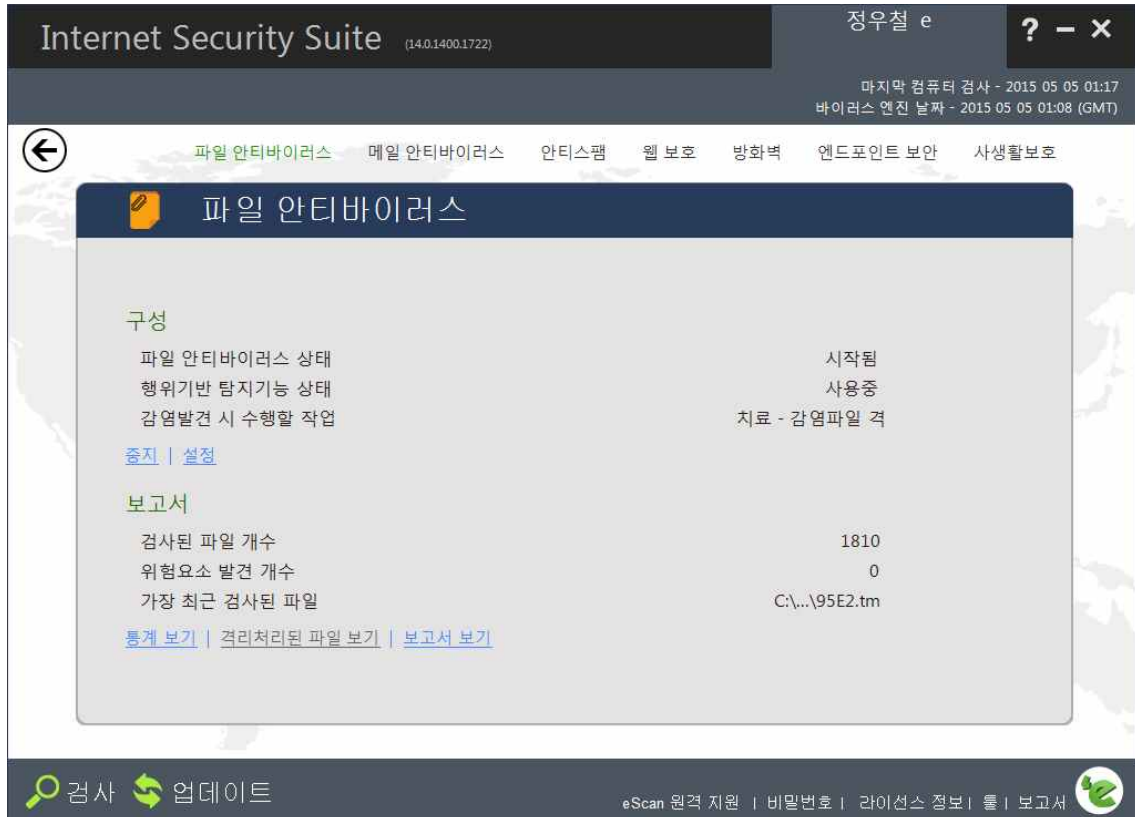 Internet Security Suite (14.0.1400.1722)
정우철 e
? – ×
마지막 컴퓨터 검사 - 2015 05 05 01:17
바이러스 엔진 날짜 - 2015 05 05 01:08 (GMT)
파일 안티바이러스 메일 안티바이러스 안티스팸 웹 보호 방화벽 엔드포인트 보안 사생활보호
파일 안티바이러스
구성
파일 안티바이러스 상태 시작됨
행위기반 탐지기능 상태 사용중
감염발견 시 수행할 작업 치료 - 감염파일 격
중지 | 설정
보고서
검사된 파일 개수 1810
위험요소 발견 개수 0
가장 최근 검사된 파일 C:\...\95E2.tm
통계 보기 | 격리처리된 파일 보기 | 보고서 보기
검사 업데이트
eScan 원격 지원 | 비밀번호 | 라이선스 정보 | 툴 | 보고서